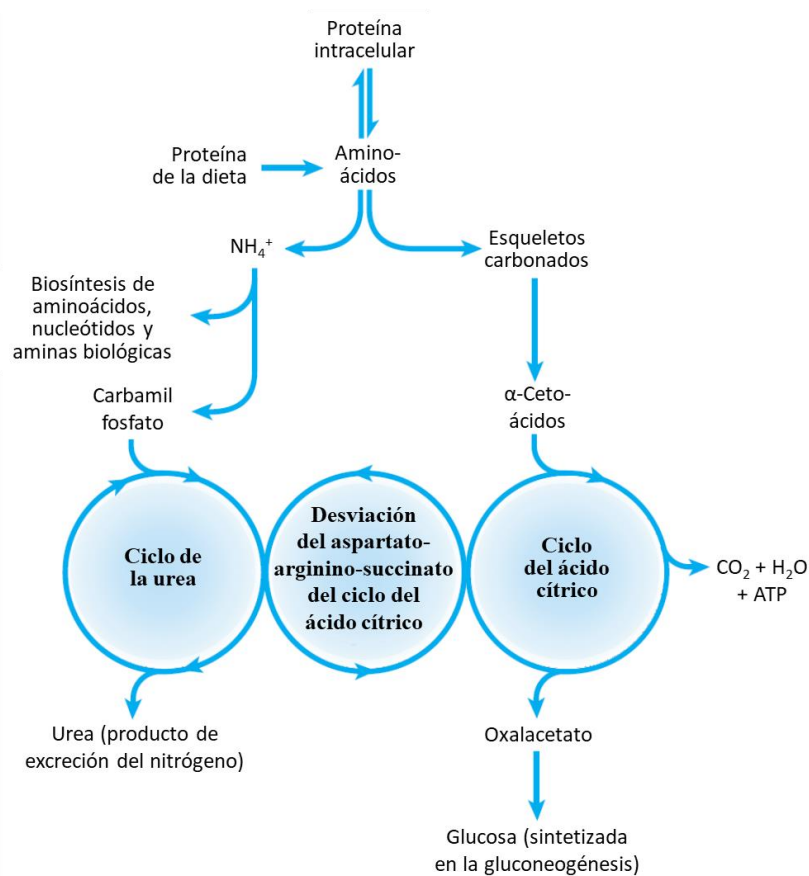 Proteína
intracelular
Proteína
de la dieta
Amino-
ácidos
NH₄⁺
Esqueletos
carbonados
Biosíntesis de
aminoácidos,
nucleótidos y
aminas biológicas
Carbamil
fosfato
α-Ceto-
ácidos
Ciclo de
la urea
Desviación
del aspartato-
arginino-succinato
del ciclo del
ácido cítrico
Ciclo
del ácido
cítrico
CO₂ + H₂O
+ ATP
Urea (producto de
excreción del nitrógeno)
Oxalacetato
Glucosa (sintetizada
en la gluconeogénesis)